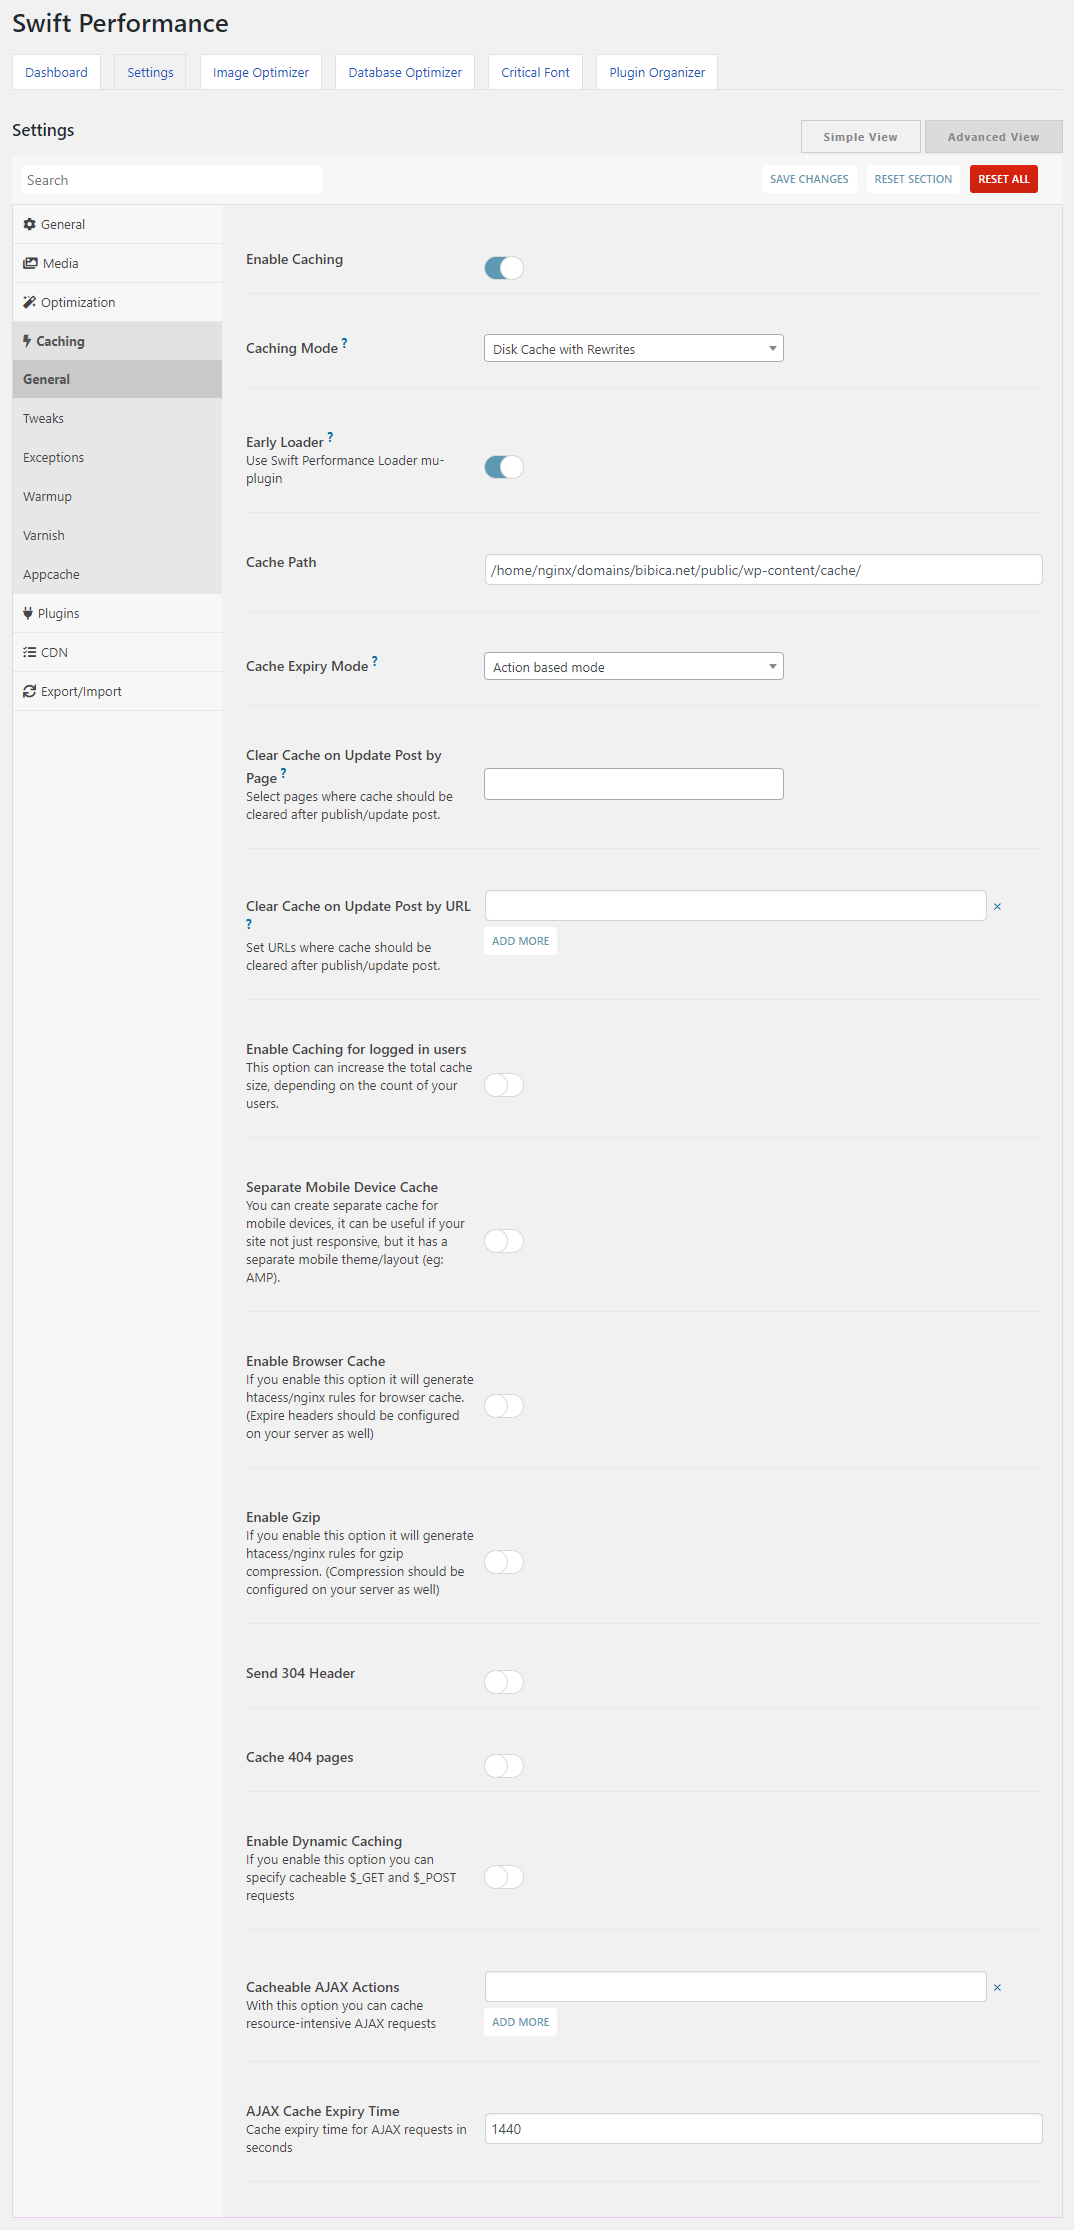 Swift Performance
Dashboard
Settings
Image Optimizer
Database Optimizer
Critical Font
Plugin Organizer
Settings
Simple View
Advanced View
Search
SAVE CHANGES
RESET SECTION
RESET ALL
General
Media
Optimization
Caching
General
Tweaks
Exceptions
Warmup
Varnish
Appcache
Plugins
CDN
Export/Import
Enable Caching
Caching Mode ?
Disk Cache with Rewrites
Early Loader ?
Use Swift Performance Loader mu-
plugin
Cache Path
/home/nginx/domains/bibica.net/public/wp-content/cache/
Cache Expiry Mode ?
Action based mode
Clear Cache on Update Post by
Page ?
Select pages where cache should be
cleared after publish/update post.
Clear Cache on Update Post by URL
?
Set URLs where cache should be
cleared after publish/update post.
×
ADD MORE
Enable Caching for logged in users
This option can increase the total cache
size, depending on the count of your
users.
Separate Mobile Device Cache
You can create separate cache for
mobile devices, it can be useful if your
site not just responsive, but it has a
separate mobile theme/layout (eg:
AMP).
Enable Browser Cache
If you enable this option it will generate
htacess/nginx rules for browser cache.
(Expire headers should be configured
on your server as well)
Enable Gzip
If you enable this option it will generate
htacess/nginx rules for gzip
compression. (Compression should be
configured on your server as well)
Send 304 Header
Cache 404 pages
Enable Dynamic Caching
If you enable this option you can
specify cacheable $_GET and $_POST
requests
Cacheable AJAX Actions
With this option you can cache
resource-intensive AJAX requests
×
ADD MORE
AJAX Cache Expiry Time
Cache expiry time for AJAX requests in
seconds
1440